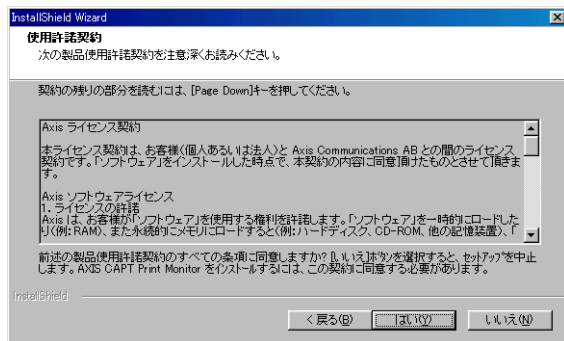 InstallShield Wizard
使用許諾契約
次の製品使用許諾契約を注意深くお読みください。
契約の残りの部分を読むには、[Page Down]キーを押してください。
Axis ライセンス契約
本ライセンス契約は、お客様(個人あるいは法人)と Axis Communications AB との間のライセンス
契約です。「ソフトウェア」をインストールした時点で、本契約の内容に同意頂けたものとさせて頂きま
す。
Axis ソフトウェアライセンス
1. ライセンスの許諾
Axis は、お客様が「ソフトウェア」を使用する権利を許諾します。「ソフトウェア」を一時的にロードした
り(例: RAM)、また永続的にメモリにロードすると(例: ハードディスク、CD-ROM、他の記憶装置)、「
前述の製品使用許諾契約のすべての条項に同意しますか? [いいえ]ボタンを選択すると、セットアップを中止
します。AXIS CAPT Print Monitor をインストールするには、この契約に同意する必要があります。
InstallShield
< 戻る(B)
はい(Y)
いいえ(N)